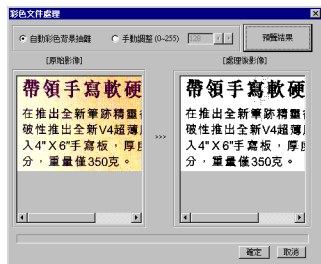 彩色文件處理
自動彩色背景抽離 手動調整 (0~255) 128 預覽結果
[原始影像] [處理後影像]
帶領手寫軟硬 帶領手寫軟硬
在推出全新筆跡精靈 在推出全新筆跡精靈
破性推出全新V4超薄 破性推出全新V4超薄
>>>
入4"X6"手寫板，厚度 入4"X6"手寫板，厚度
分，重量僅350克。 分，重量僅350克。
確定 取消